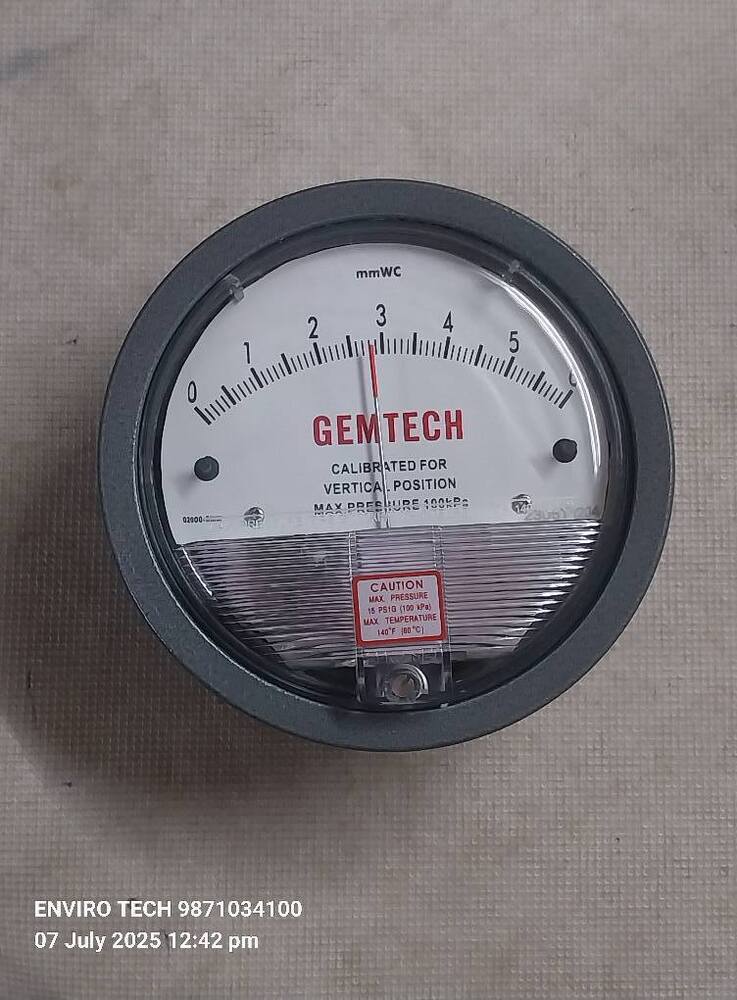 mmWC
0 1 2 3 4 5 6
GEMTECH
CALIBRATED FOR
VERTICAL POSITION
MAX PRESSURE 100kPa
CAUTION
MAX. PRESSURE
15 PSIG (100 kPa)
MAX. TEMPERATURE
140°F (60°C)
ENVIRO TECH 9871034100
07 July 2025 12:42 pm